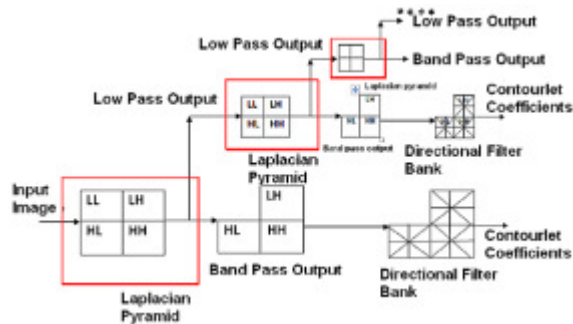 Low Pass Output
Low Pass Output
Band Pass Output
Laplacian pyramid
Contourlet
Coefficients
Low Pass Output
LL LH
HL HH
LH
HL HH
Band pass output
Laplacian
Pyramid
Directional Filter
Bank
Input
Image
LL LH
HL HH
LH
HL HH
Band Pass Output
Contourlet
Coefficients
Directional Filter
Bank
Laplacian
Pyramid